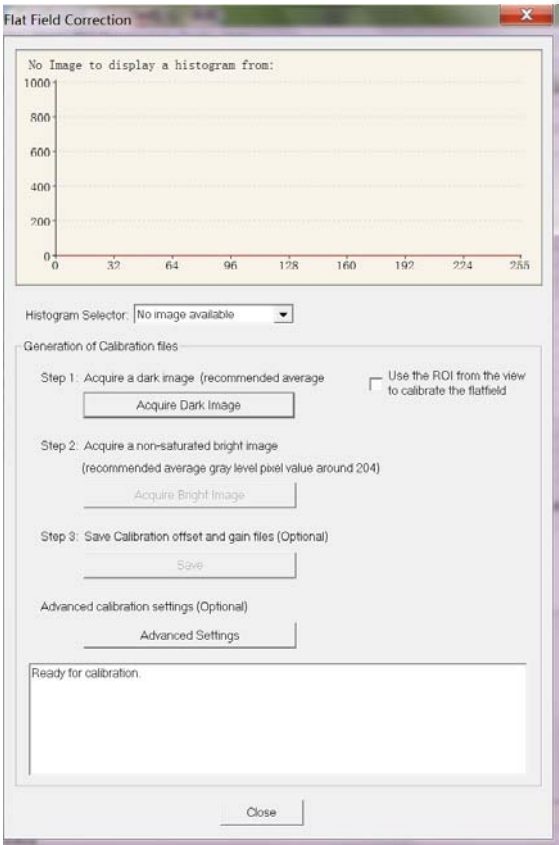 Flat Field Correction
X
No Image to display a histogram from:
1000
800
600
400
200
0
0 32 64 96 128 160 192 224 255
Histogram Selector: No image available
Generation of Calibration files
Step 1: Acquire a dark image (recommended average
Use the ROI from the view
to calibrate the flatfield
Acquire Dark Image
Step 2: Acquire a non-saturated bright image
(recommended average gray level pixel value around 204)
Acquire Bright Image
Step 3: Save Calibration offset and gain files (Optional)
Save
Advanced calibration settings (Optional)
Advanced Settings
Ready for calibration.
Close